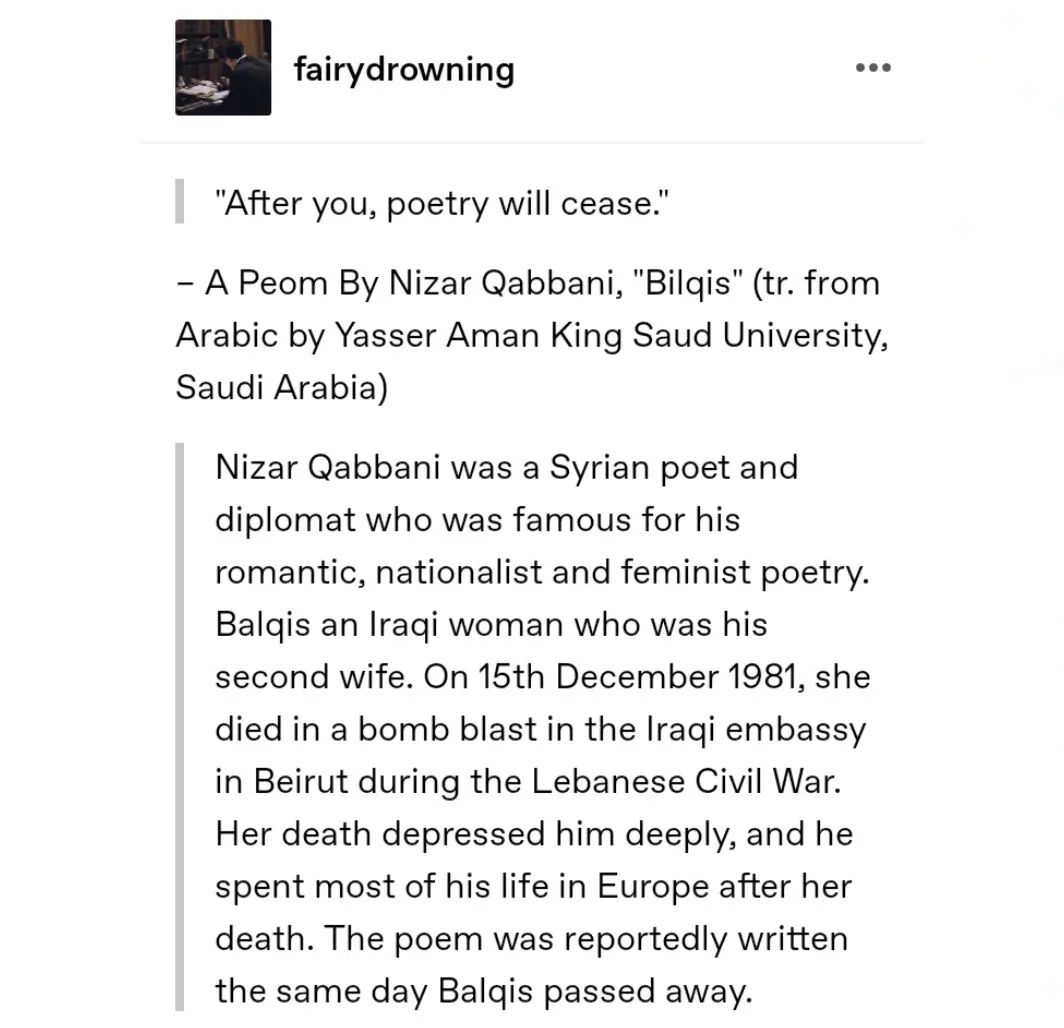 fairydrowning
"After you, poetry will cease."
– A Peom By Nizar Qabbani, "Bilqis" (tr. from
Arabic by Yasser Aman King Saud University,
Saudi Arabia)
Nizar Qabbani was a Syrian poet and
diplomat who was famous for his
romantic, nationalist and feminist poetry.
Balqis an Iraqi woman who was his
second wife. On 15th December 1981, she
died in a bomb blast in the Iraqi embassy
in Beirut during the Lebanese Civil War.
Her death depressed him deeply, and he
spent most of his life in Europe after her
death. The poem was reportedly written
the same day Balqis passed away.